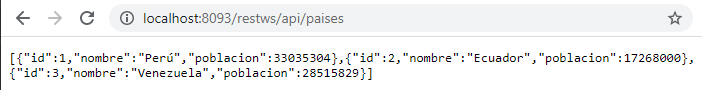 localhost:8093/restws/api/paises
[{"id":1,"nombre":"Perú","poblacion":33035304},{"id":2,"nombre":"Ecuador","poblacion":17268000},
{"id":3,"nombre":"Venezuela","poblacion":28515829}]